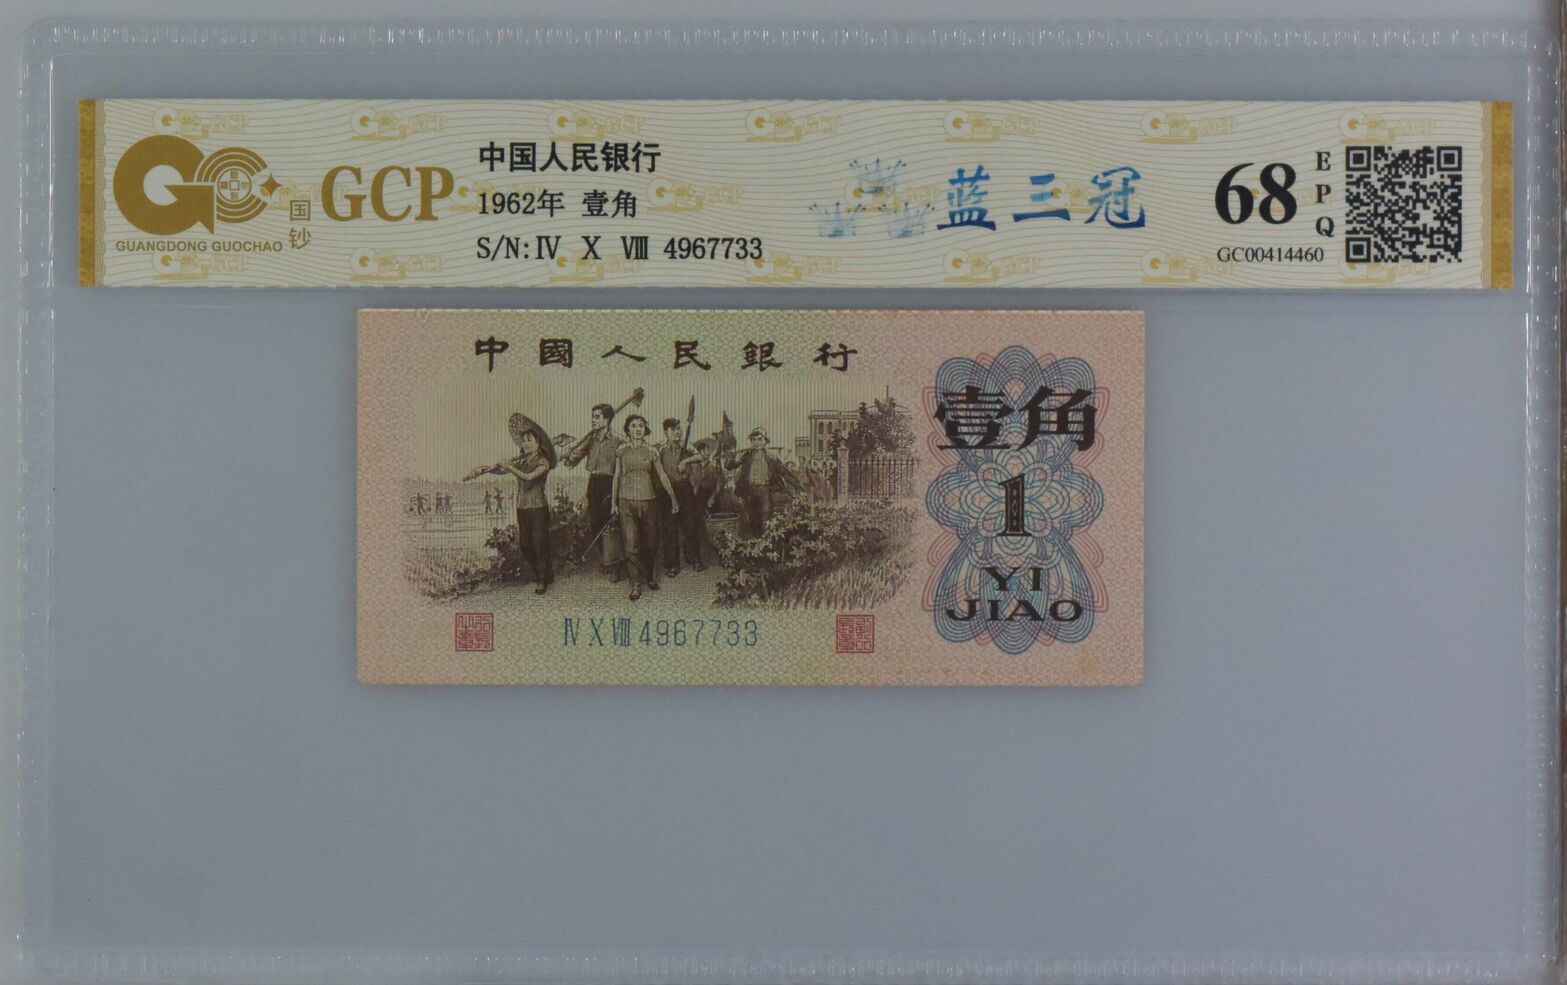 GCP
国钞
GUANGDONG GUOCHAO
中国人民银行
1962年 壹角
S/N:Ⅳ Ⅹ Ⅷ 4967733
蓝三冠
68
EPQ
GC00414460
中國人民銀行
壹角
1
YI
JIAO
ⅣⅩⅧ4967733